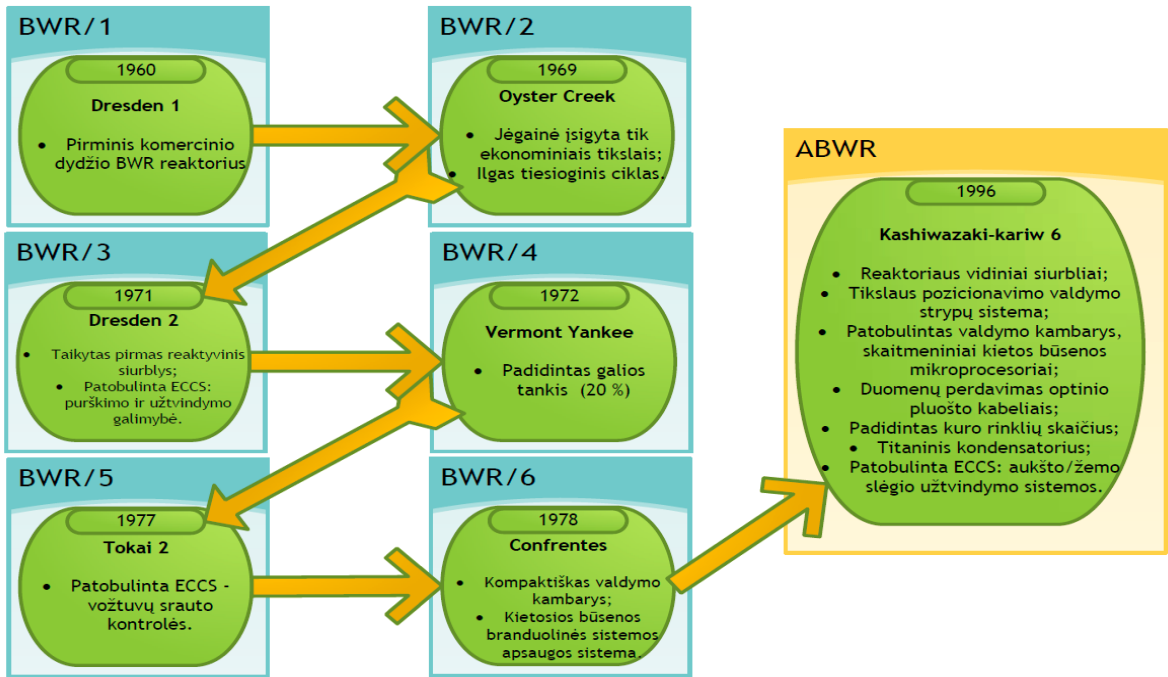 BWR/1
1960
Dresden 1
• Pirminis komercinio
dydžio BWR reaktorius
BWR/2
1969
Oyster Creek
• Jėgainė įsigyta tik
ekonominiais tikslais;
• Ilgas tiesioginis ciklas.
BWR/3
1971
Dresden 2
• Taikytas pirmas reaktyvinis
siurblys;
• Patobulinta ECCS:
purškimo ir užtvindymo
galimybė.
BWR/4
1972
Vermont Yankee
• Padidintas galios
tankis (20 %)
BWR/5
1977
Tokai 2
• Patobulinta ECCS -
vožtuvų srauto
kontrolės.
BWR/6
1978
Confrentes
• Kompaktiškas valdymo
kambarys;
• Kietosios būsenos
branduolinės sistemos
apsaugos sistema.
ABWR
1996
Kashiwazaki-kariw 6
• Reaktoriaus vidiniai siurbliai;
• Tikslaus pozicionavimo valdymo
strypų sistema;
• Patobulintas valdymo kambarys,
skaitmeniniai kietos būsenos
mikroprocesoriai;
• Duomenų perdavimas optinio
pluošto kabeliais;
• Padidintas kuro rinklių skaičius;
• Titaninis kondensatorius;
• Patobulinta ECCS: aukšto/žemo
slėgio užtvindymo sistemos.